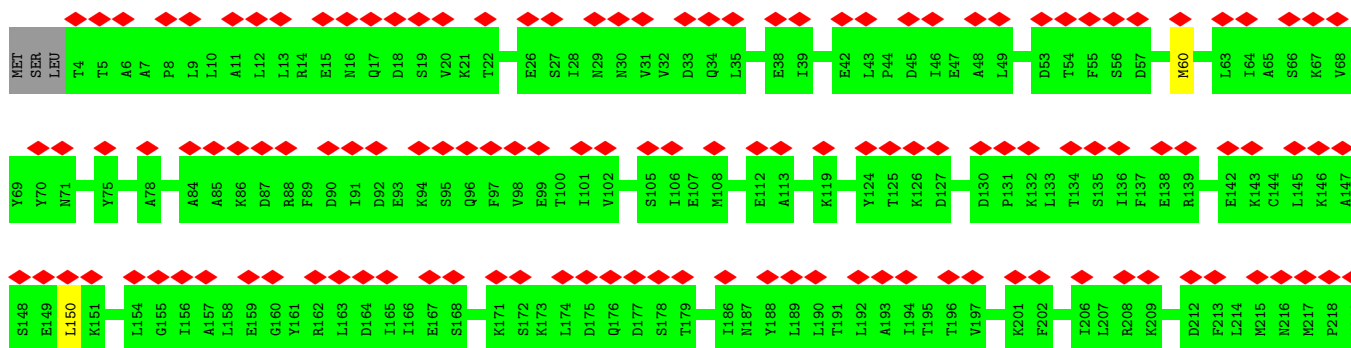 MET SER LEU T4 T5 A6 A7 P8 L9 L10 A11 L12 L13 R14 E15 N16 Q17 D18 S19 V20 K21 T22 E26 S27 I28 N29 N30 V31 V32 D33 Q34 L35 E38 I39 E42 L43 P44 D45 I46 E47 A48 L49 D53 T54 F55 S56 D57 M60 L63 I64 A65 S66 K67 V68
Y69 Y70 N71 Y75 A78 A84 A85 K86 D87 R88 F89 D90 I91 D92 E93 K94 S95 Q96 F97 V98 E99 T100 I101 V102 S105 I106 E107 M108 E112 A113 K119 Y124 T125 K126 D127 D130 P131 K132 L133 T134 S135 I136 F137 E138 R139 E142 K143 C144 L145 K146 A147
S148 E149 L150 K151 L154 G155 I156 A157 L158 E159 G160 Y161 R162 L163 D164 I165 I166 E167 S168 K171 S172 K173 L174 D175 Q176 D177 S178 T179 I186 N187 Y188 L189 L190 T191 L192 A193 I194 T195 T196 V197 K201 F202 I206 L207 R208 K209 D212 F213 L214 M215 N216 M217 P218